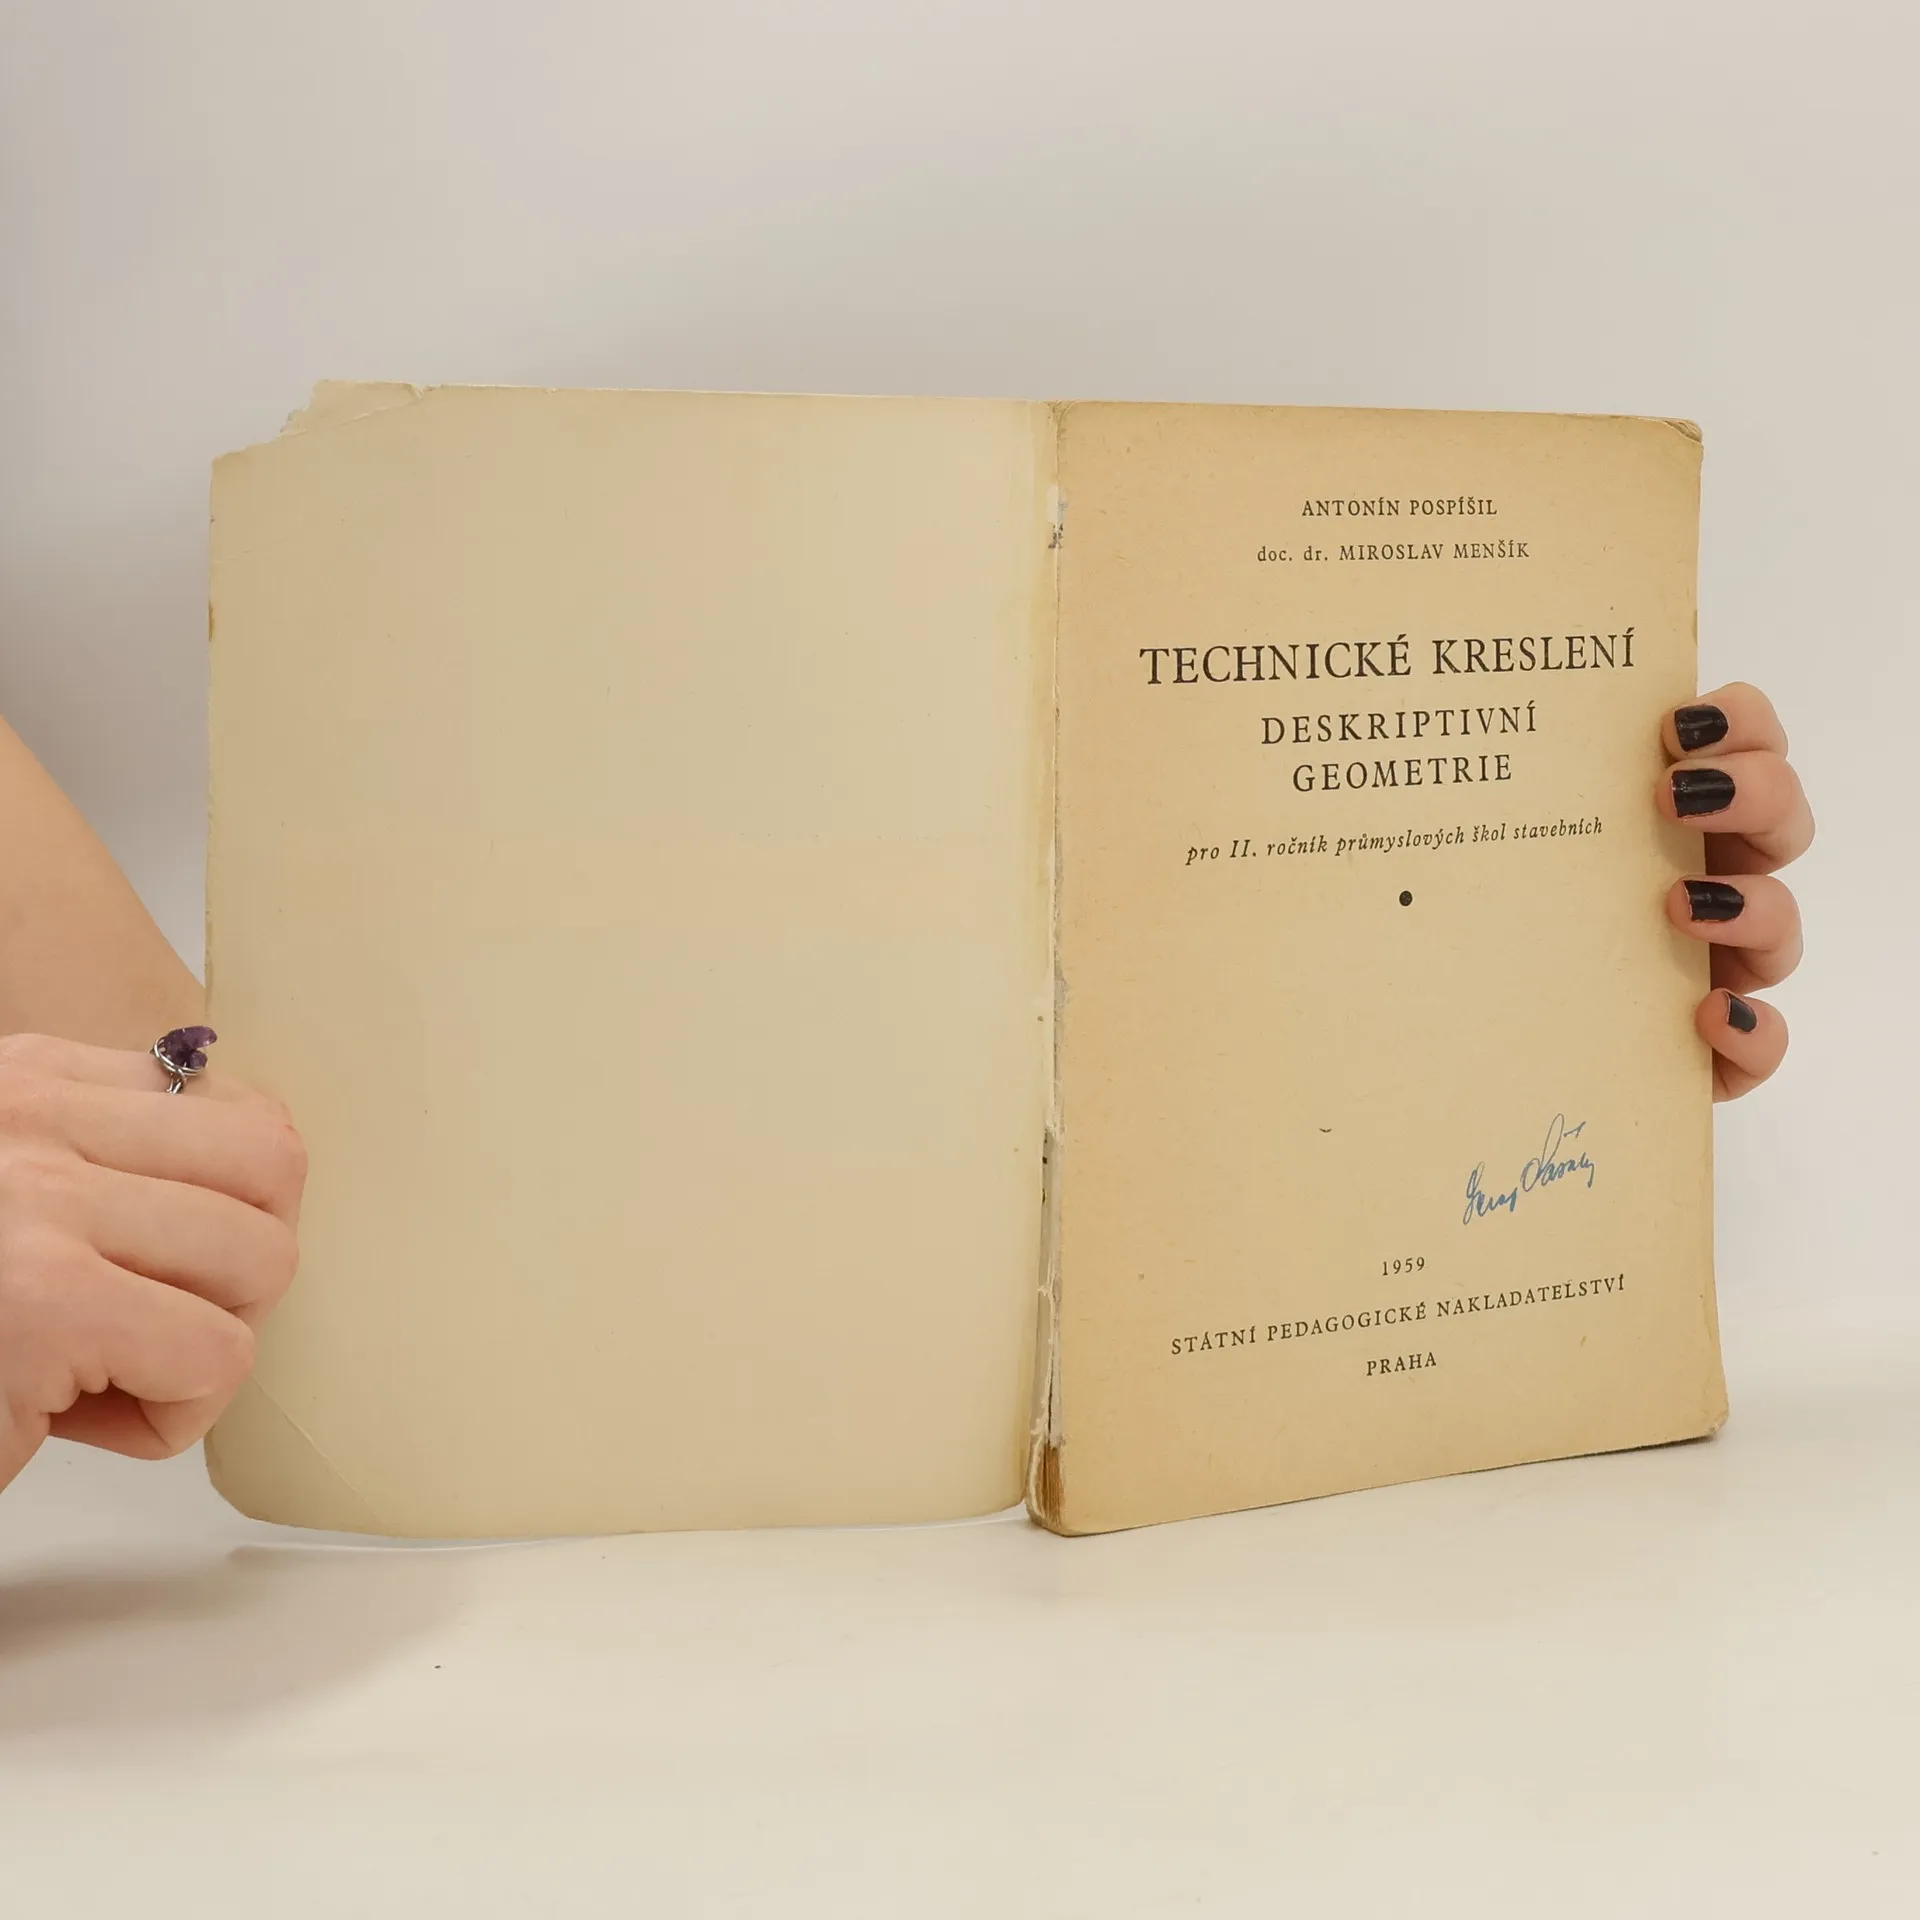 ANTONÍN POSPÍŠIL
doc. dr. MIROSLAV MENŠÍK
TECHNICKÉ KRESLENÍ
DESKRIPTIVNÍ
GEOMETRIE
pro II. ročník průmyslových škol stavebních
1959
STÁTNÍ PEDAGOGICKÉ NAKLADATELSTVÍ
PRAHA